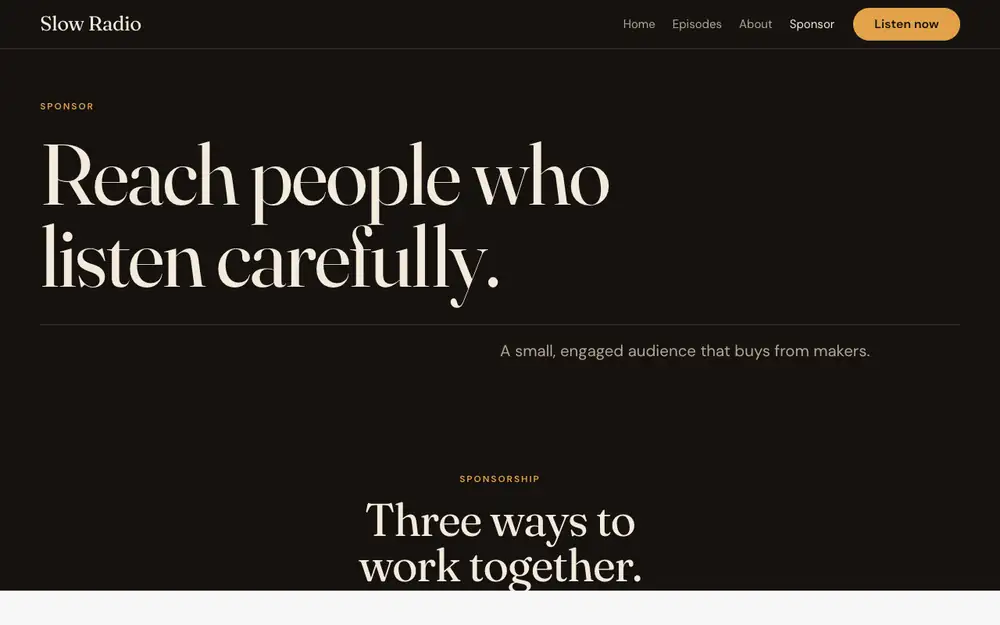 Slow Radio
Home
Episodes
About
Sponsor
Listen now
SPONSOR
Reach people who
listen carefully.
A small, engaged audience that buys from makers.
SPONSORSHIP
Three ways to
work together.